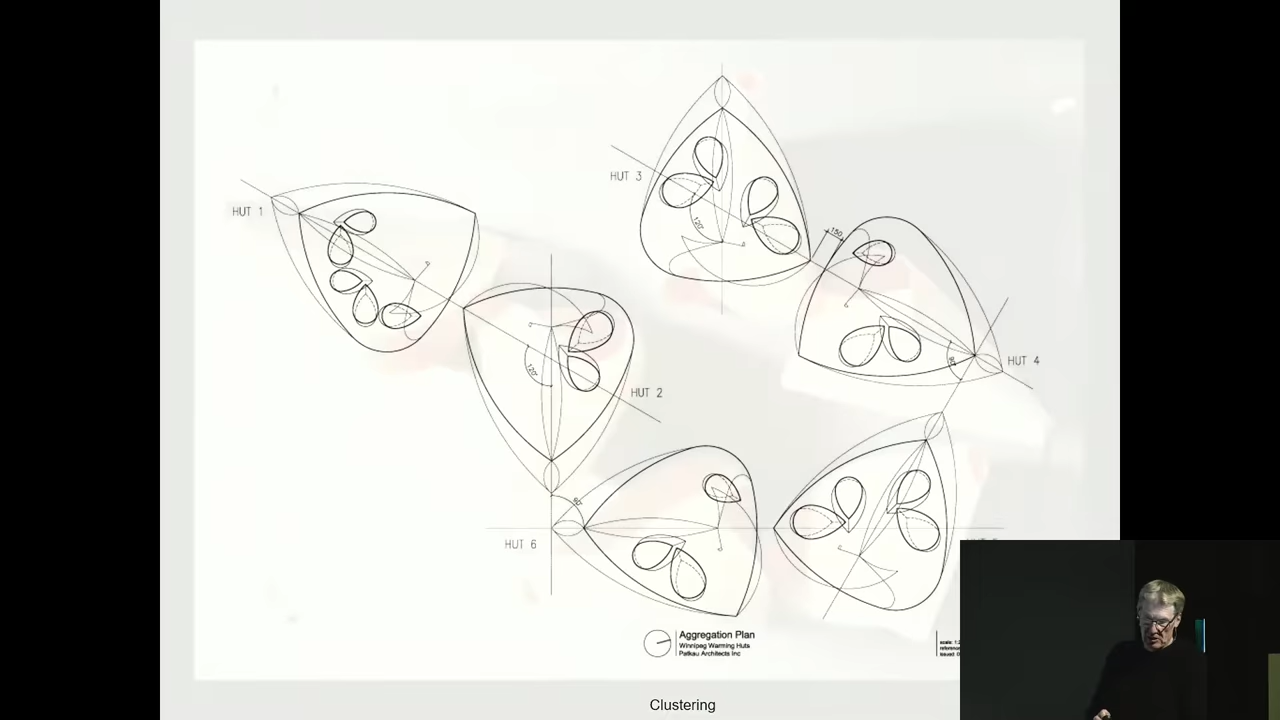 HUT 1
HUT 3
120°
150
HUT 2
120°
HUT 4
60°
60°
HUT 6
Aggregation Plan
Winnipeg Warming Huts
Patkau Architects Inc
Clustering